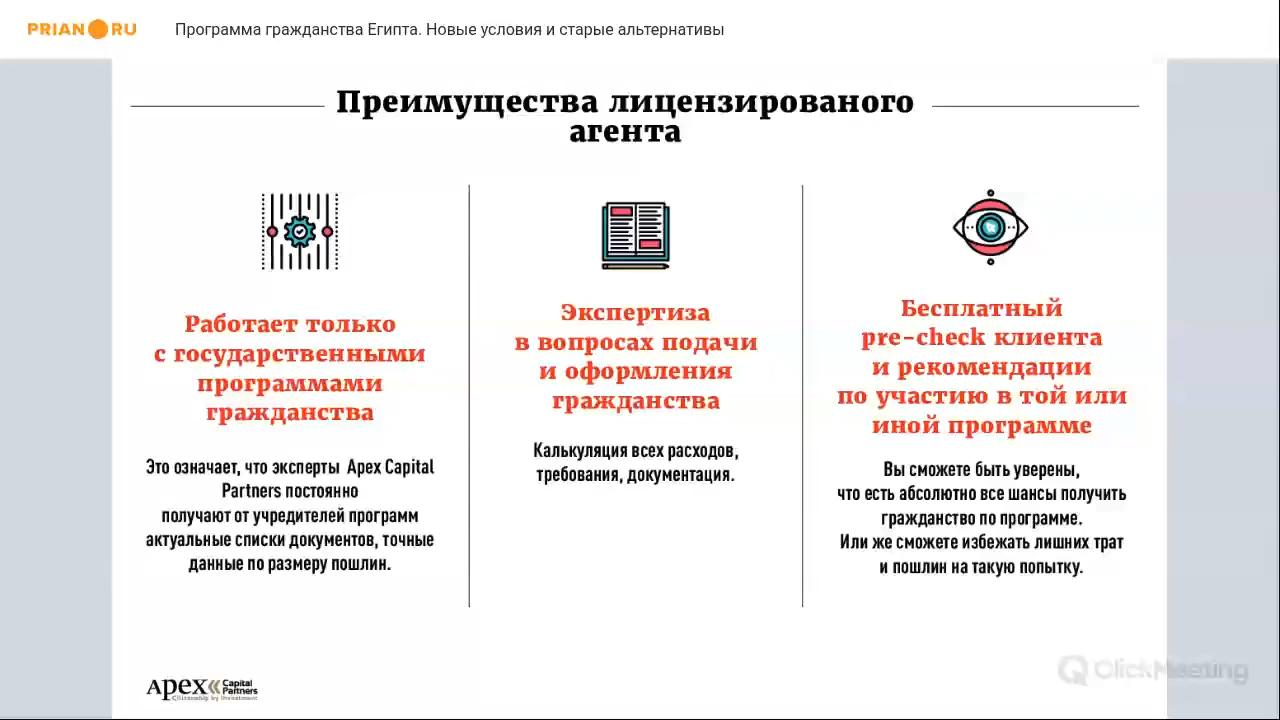 PRIAN RU
Программа гражданства Египта. Новые условия и старые альтернативы
Преимущества лицензированого
агента
Работает только
с государственными
программами
гражданства
Это означает, что эксперты Apex Capital
Partners постоянно
получают от учредителей программ
актуальные списки документов, точные
данные по размеру пошлин.
Экспертиза
в вопросах подачи
и оформления
гражданства
Калькуляция всех расходов,
требования, документация.
Бесплатный
pre-check клиента
и рекомендации
по участию в той или
иной программе
Вы сможете быть уверены,
что есть абсолютно все шансы получить
гражданство по программе.
Или же сможете избежать лишних трат
и пошлин на такую попытку.
Apex Capital
Partners
Citizenship by Investment
ClickMeeting